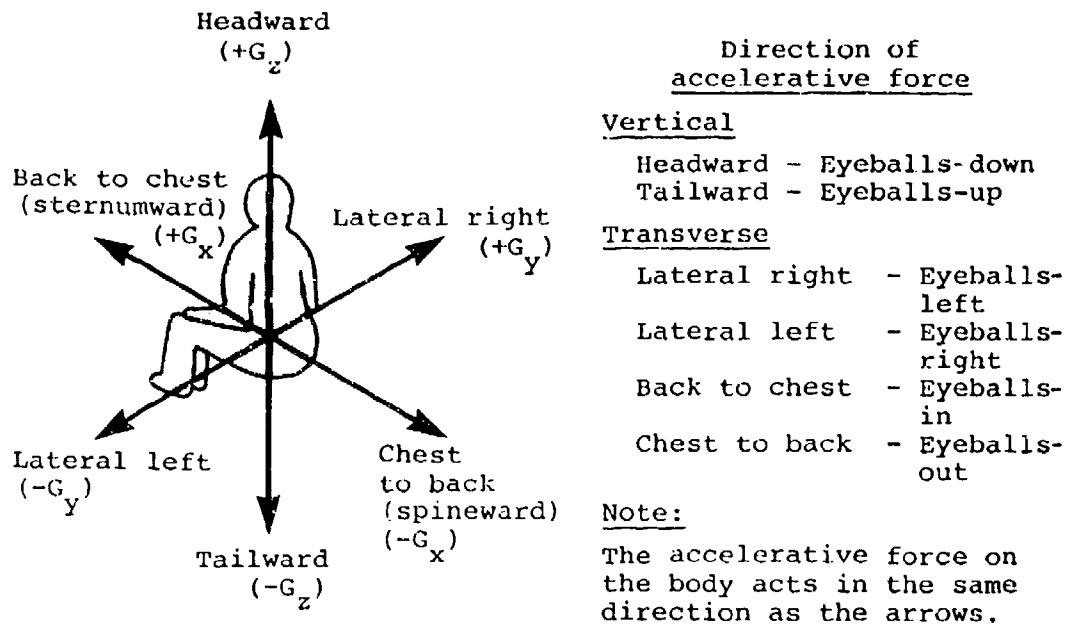 Headward
(+Gz)
Back to chest
(sternumward)
(+Gx)
Lateral right
(+Gy)
Lateral left
(-Gy)
Chest
to back
(spineward)
(-Gx)
Tailward
(-Gz)
Direction of
accelerative force
Vertical
Headward - Eyeballs-down
Tailward - Eyeballs-up
Transverse
Lateral right - Eyeballs-
left
Lateral left - Eyeballs-
right
Back to chest - Eyeballs-
in
Chest to back - Eyeballs-
out
Note:
The accelerative force on
the body acts in the same
direction as the arrows.